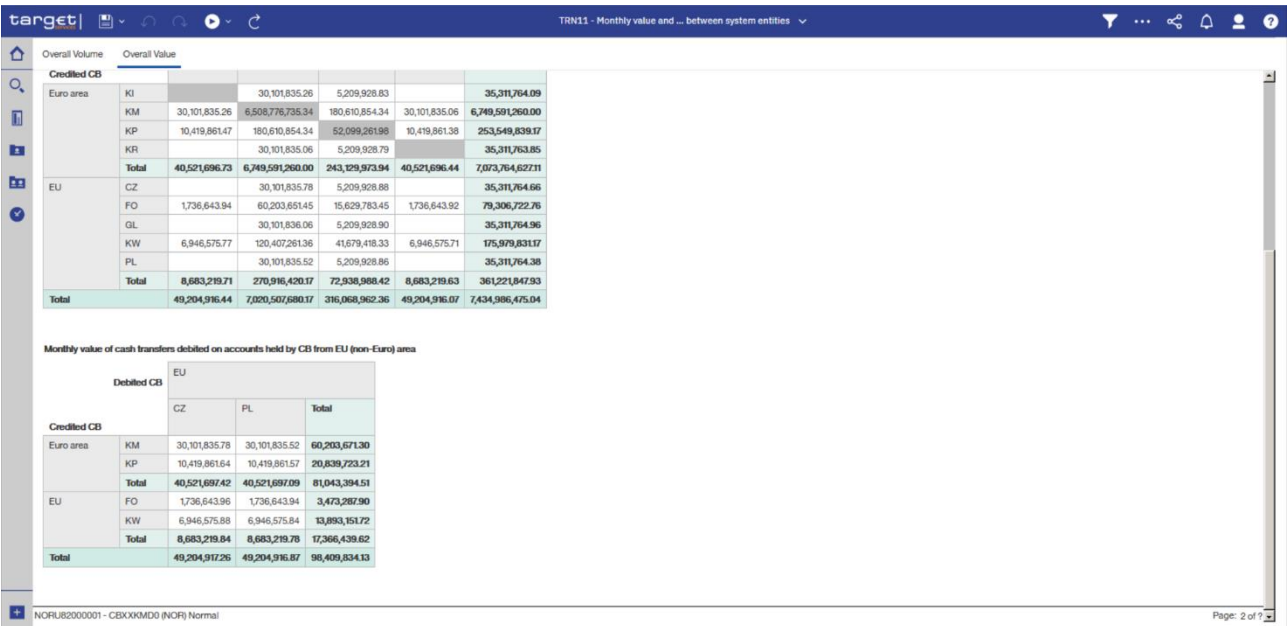 target|
TRN11 - Monthly value and ... between system entities
Overall Volume Overall Value
Credited CB
Euro area KI 30,101,835.26 5,209,928.83 35,311,764.09
KM 30,101,835.26 6,508,776,735.34 180,610,854.34 30,101,835.06 6,749,591,260.00
KP 10,419,861.47 180,610,854.34 52,099,261.98 10,419,861.38 253,549,839.17
KR 30,101,835.06 5,209,928.79 35,311,763.85
Total 40,521,696.73 6,749,591,260.00 243,129,973.94 40,521,696.44 7,073,764,627.11
EU CZ 30,101,835.78 5,209,928.88 35,311,764.66
FO 1,736,643.94 60,203,651.45 15,629,783.45 1,736,643.92 79,306,722.76
GL 30,101,836.06 5,209,928.90 35,311,764.96
KW 6,946,575.77 120,407,261.36 41,679,418.33 6,946,575.71 175,979,831.17
PL 30,101,835.52 5,209,928.86 35,311,764.38
Total 8,683,219.71 270,916,420.17 72,938,988.42 8,683,219.63 361,221,847.93
Total 49,204,916.44 7,020,507,680.17 316,068,962.36 49,204,916.07 7,434,986,475.04
Monthly value of cash transfers debited on accounts held by CB from EU (non-Euro) area
Debited CB EU
CZ PL Total
Credited CB
Euro area KM 30,101,835.78 30,101,835.52 60,203,671.30
KP 10,419,861.64 10,419,861.57 20,839,723.21
Total 40,521,697.42 40,521,697.09 81,043,394.51
EU FO 1,736,643.96 1,736,643.94 3,473,287.90
KW 6,946,575.88 6,946,575.84 13,893,151.72
Total 8,683,219.84 8,683,219.78 17,366,439.62
Total 49,204,917.26 49,204,916.87 98,409,834.13
NORU82000001 - CBXXKMD0 (NOR) Normal Page: 2 of ?